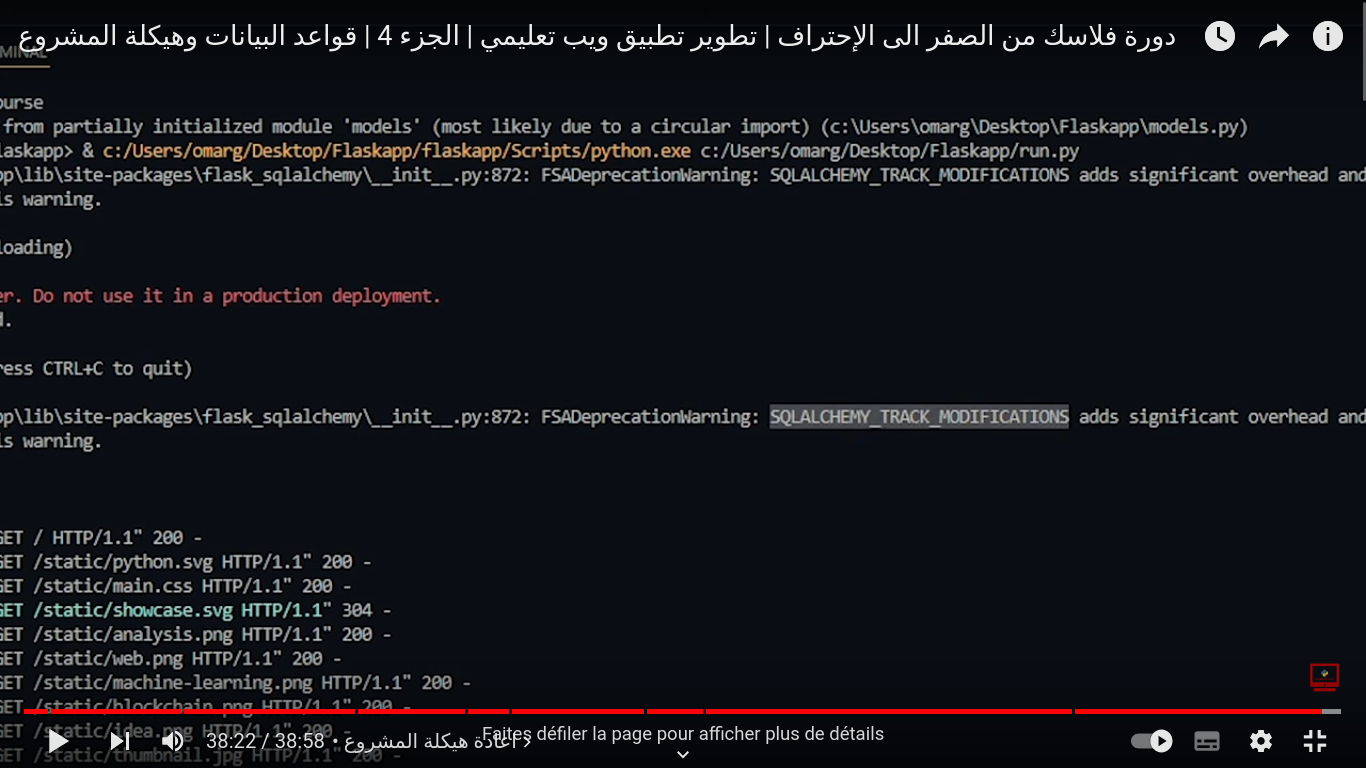 دورة فلاسك من الصفر الى الإحتراف | تطوير تطبيق ويب تعليمي | الجزء 4 | قواعد البيانات وهيكلة المشروع
MINAL
ourse
from partially initialized module 'models' (most likely due to a circular import) (c:\Users\omarg\Desktop\Flaskapp\models.py)
laskapp> & c:/Users/omarg/Desktop/Flaskapp/flaskapp/Scripts/python.exe c:/Users/omarg/Desktop/Flaskapp/run.py
pp\lib\site-packages\flask_sqlalchemy\__init__.py:872: FSADeprecationWarning: SQLALCHEMY_TRACK_MODIFICATIONS adds significant overhead and
is warning.
loading)
er. Do not use it in a production deployment.
d.
ress CTRL+C to quit)
pp\lib\site-packages\flask_sqlalchemy\__init__.py:872: FSADeprecationWarning: SQLALCHEMY_TRACK_MODIFICATIONS adds significant overhead and
is warning.
GET / HTTP/1.1" 200 -
GET /static/python.svg HTTP/1.1" 200 -
GET /static/main.css HTTP/1.1" 200 -
GET /static/showcase.svg HTTP/1.1" 304 -
GET /static/analysis.png HTTP/1.1" 200 -
GET /static/web.png HTTP/1.1" 200 -
GET /static/machine-learning.png HTTP/1.1" 200 -
GET /static/blockchain.png HTTP/1.1" 200 -
GET /static/idea.png HTTP/1.1" 200 -
GET /static/thumbnail.jpg HTTP/1.1" 200 -
38:22 / 38:58 • اعادة هيكلة المشروع
Faites défiler la page pour afficher plus de détails